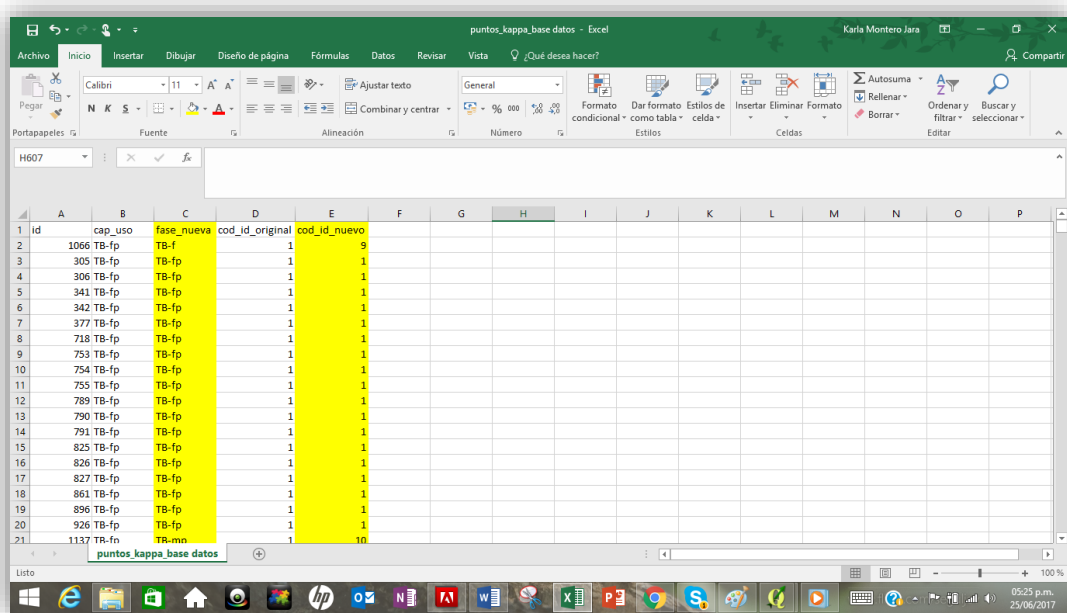 puntos_kappa_base datos - Excel
Karla Montero Jara
Archivo Inicio Insertar Dibujar Diseño de página Fórmulas Datos Revisar Vista ¿Qué desea hacer? Compartir
Pegar
Calibri 11 A A
N K S A
Ajustar texto
Combinar y centrar
General
% 000
Formato condicional
Dar formato como tabla
Estilos de celda
Insertar Eliminar Formato
Autosuma
Rellenar
Borrar
Ordenar y filtrar
Buscar y seleccionar
Portapapeles Fuente Alineación Número Estilos Celdas Editar
H607 fx
A B C D E F G H I J K L M N O P
1 id cap_uso fase_nueva cod_id_original cod_id_nuevo
2 1066 TB-fp TB-f 1 9
3 305 TB-fp TB-fp 1 1
4 306 TB-fp TB-fp 1 1
5 341 TB-fp TB-fp 1 1
6 342 TB-fp TB-fp 1 1
7 377 TB-fp TB-fp 1 1
8 718 TB-fp TB-fp 1 1
9 753 TB-fp TB-fp 1 1
10 754 TB-fp TB-fp 1 1
11 755 TB-fp TB-fp 1 1
12 789 TB-fp TB-fp 1 1
13 790 TB-fp TB-fp 1 1
14 791 TB-fp TB-fp 1 1
15 825 TB-fp TB-fp 1 1
16 826 TB-fp TB-fp 1 1
17 827 TB-fp TB-fp 1 1
18 861 TB-fp TB-fp 1 1
19 896 TB-fp TB-fp 1 1
20 926 TB-fp TB-fp 1 1
21 1137 TB-fp TB-mp 1 10
puntos_kappa_base datos
Listo
100 %
05:25 p.m.
25/06/2017